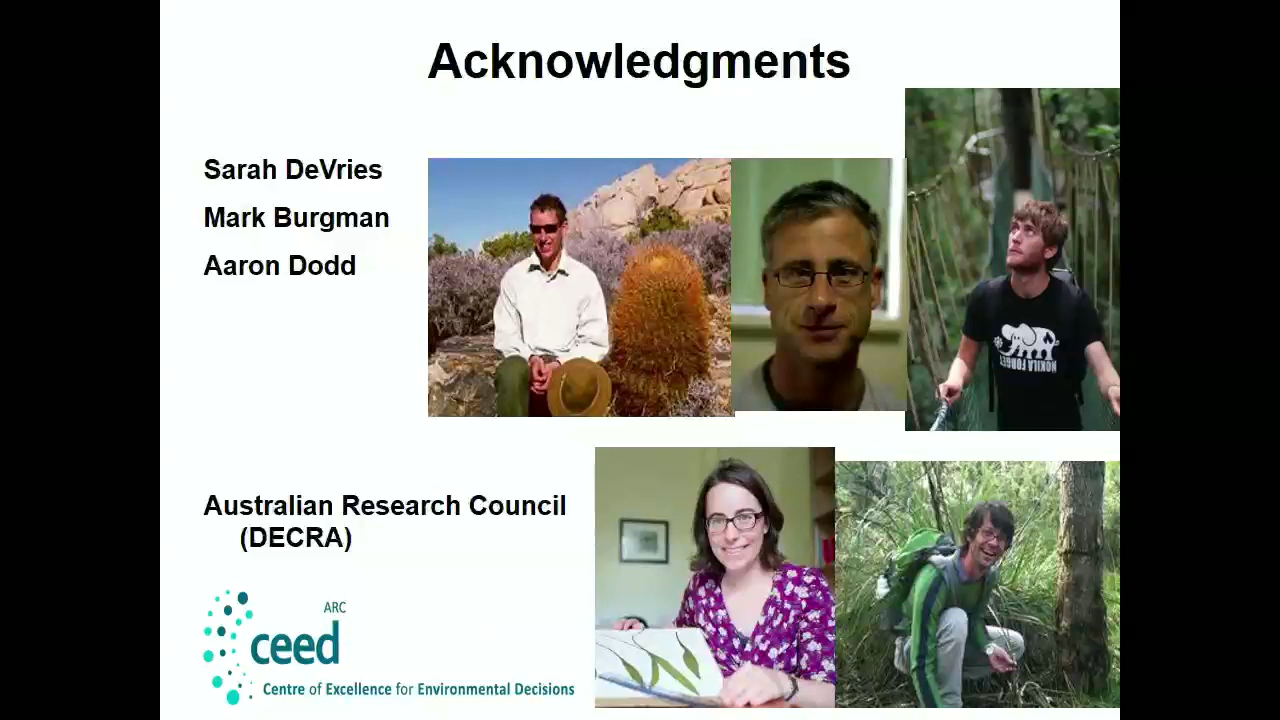 Acknowledgments
Sarah DeVries
Mark Burgman
Aaron Dodd
Australian Research Council
(DECRA)
ARC
ceed
Centre of Excellence for Environmental Decisions